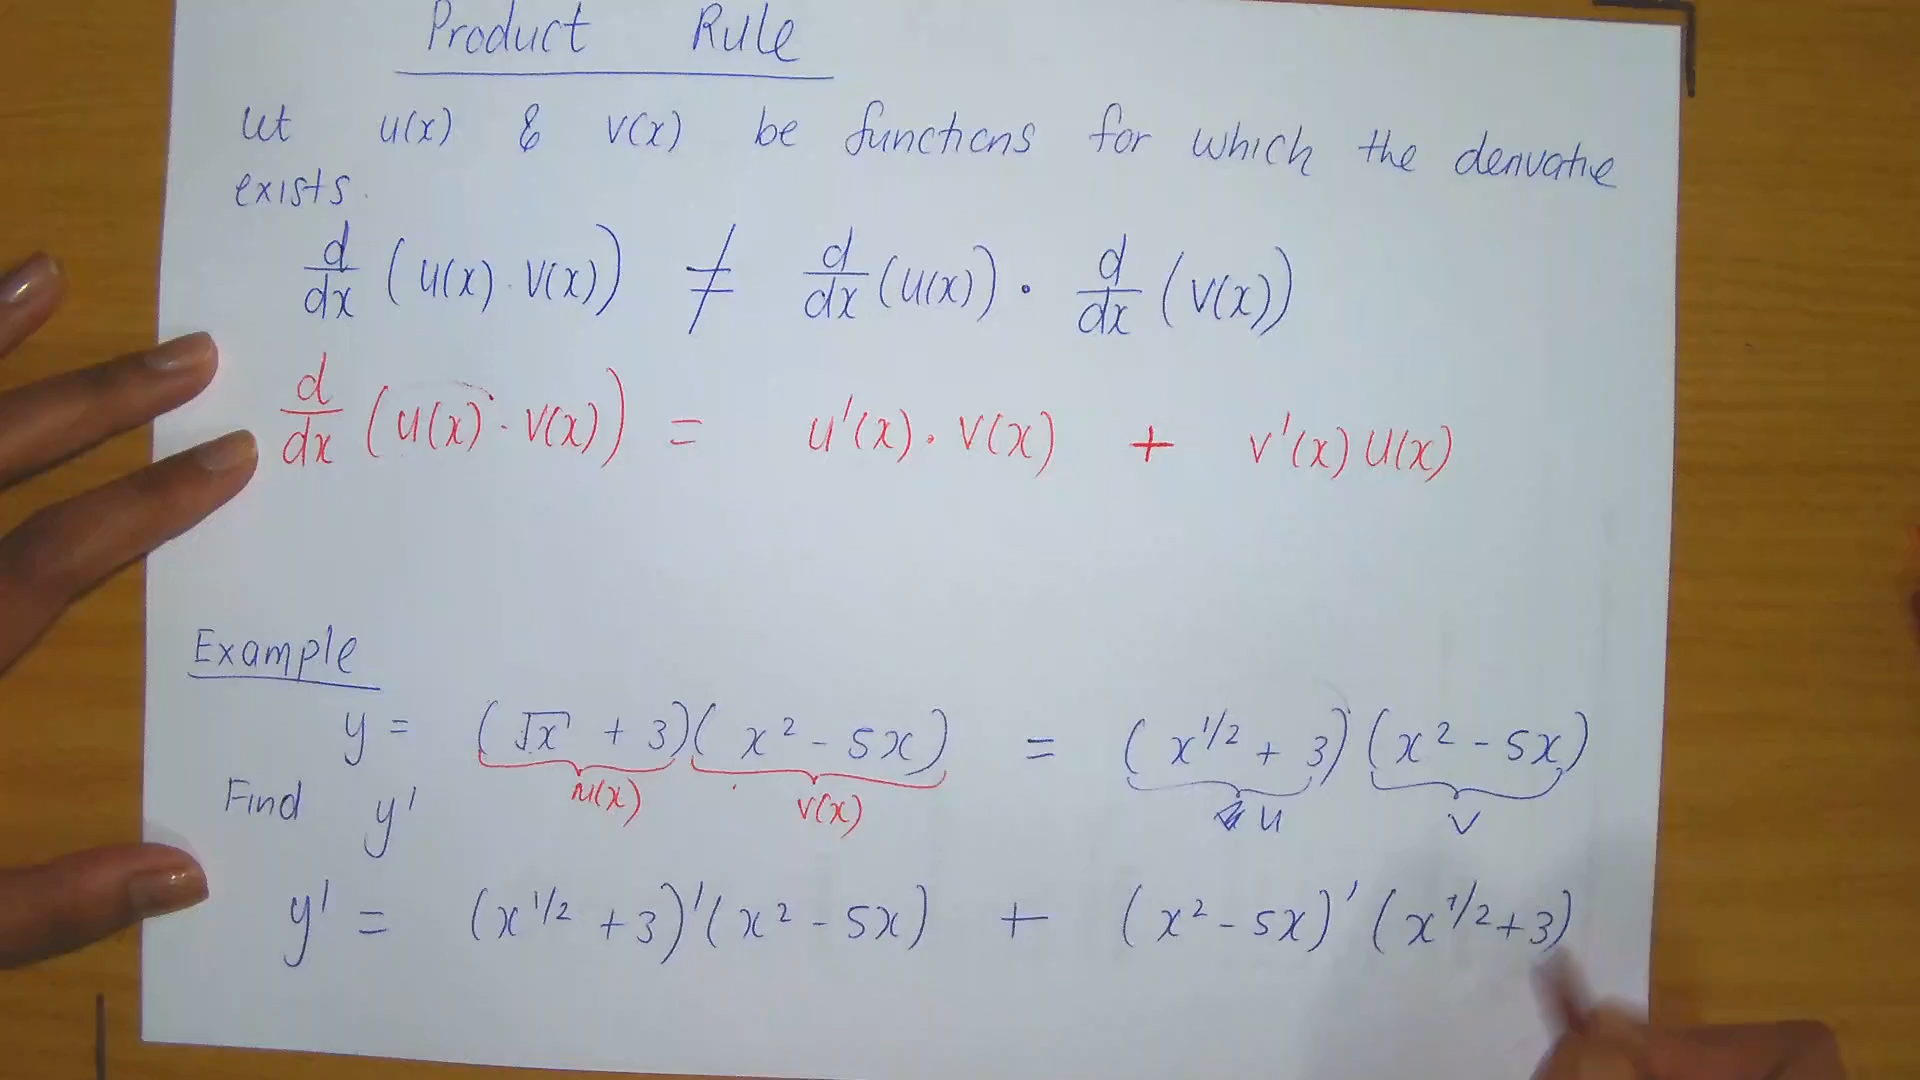 Product Rule
Let u(x) & v(x) be functions for which the derivative
exists.
d/dx (u(x) · v(x)) ≠ d/dx (u(x)) · d/dx (v(x))
d/dx (u(x) · v(x)) = u'(x) · v(x) + v'(x) u(x)
Example
y = (√x + 3)(x² - 5x) = (x^1/2 + 3)(x² - 5x)
u(x) v(x) u v
Find y'
y' = (x^1/2 + 3)'(x² - 5x) + (x² - 5x)'(x^1/2 + 3)